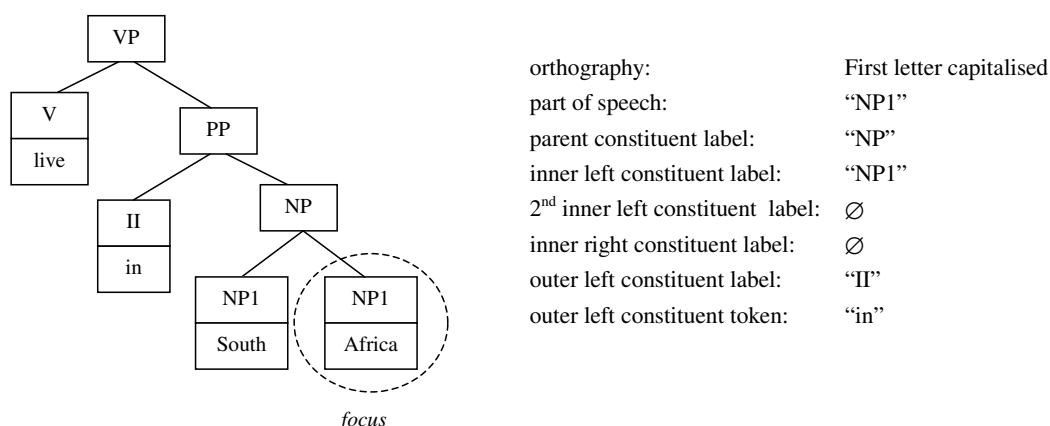 VP
V
live
PP
II
in
NP
NP1
South
NP1
Africa
focus
orthography: First letter capitalised
part of speech: “NP1”
parent constituent label: “NP”
inner left constituent label: “NP1”
2nd inner left constituent label: ∅
inner right constituent label: ∅
outer left constituent label: “II”
outer left constituent token: “in”